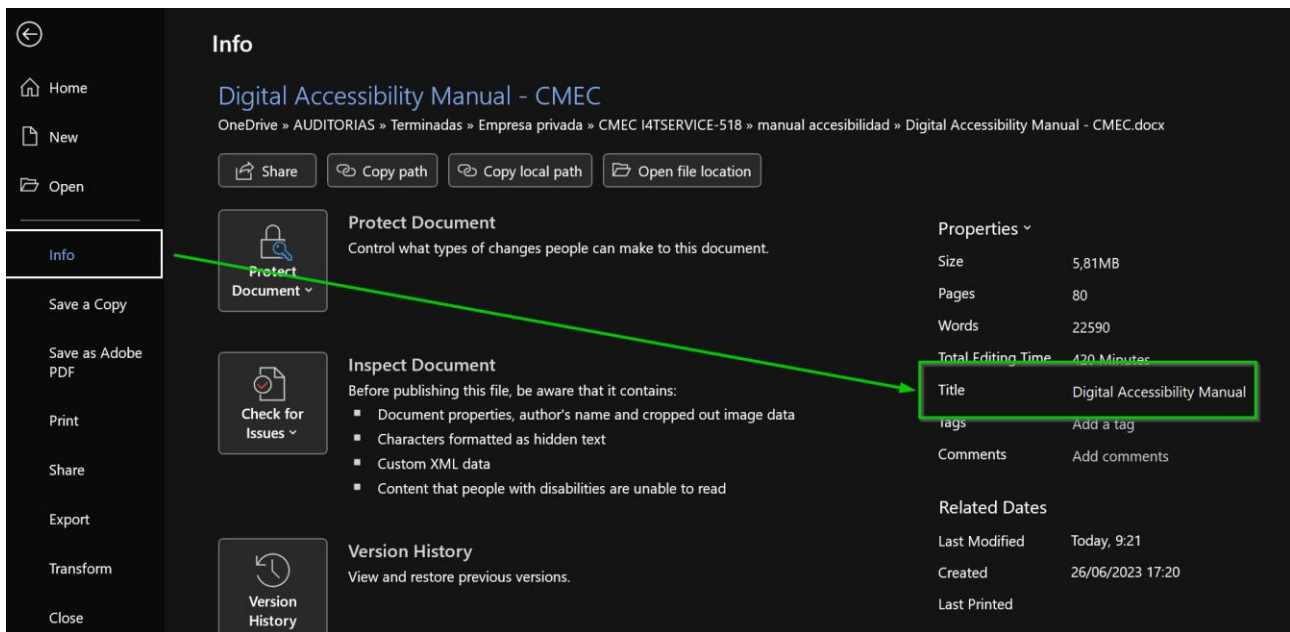 Info
Home
New
Open
Info
Save a Copy
Save as Adobe
PDF
Print
Share
Export
Transform
Close
Digital Accessibility Manual - CMEC
OneDrive » AUDITORIAS » Terminadas » Empresa privada » CMEC I4TSERVICE-518 » manual accesibilidad » Digital Accessibility Manual - CMEC.docx
Share
Copy path
Copy local path
Open file location
Protect
Document
Protect Document
Control what types of changes people can make to this document.
Check for
Issues
Inspect Document
Before publishing this file, be aware that it contains:
Document properties, author's name and cropped out image data
Characters formatted as hidden text
Custom XML data
Content that people with disabilities are unable to read
Version
History
Version History
View and restore previous versions.
Properties
Size 5,81MB
Pages 80
Words 22590
Total Editing Time 420 Minutes
Title Digital Accessibility Manual
Tags Add a tag
Comments Add comments
Related Dates
Last Modified Today, 9:21
Created 26/06/2023 17:20
Last Printed